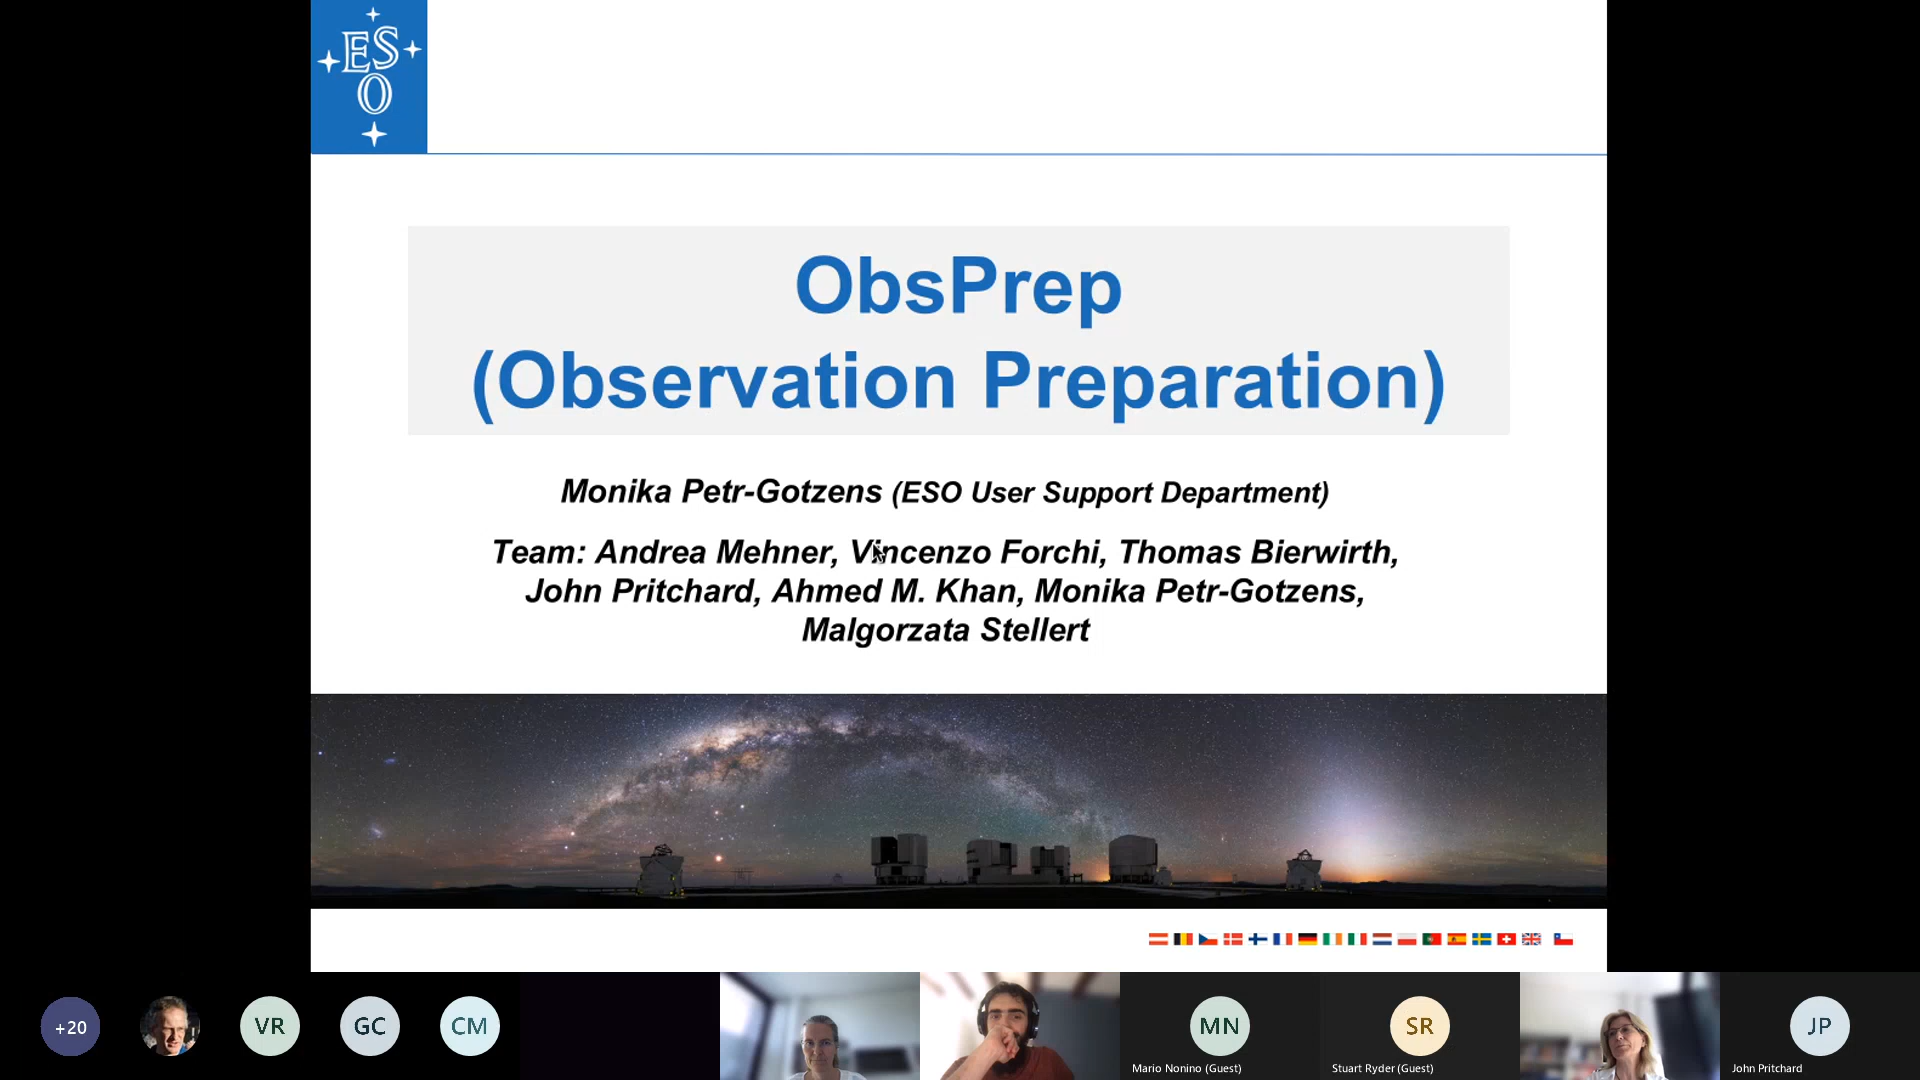 ES
O
ObsPrep
(Observation Preparation)
Monika Petr-Gotzens (ESO User Support Department)
Team: Andrea Mehner, Vincenzo Forchi, Thomas Bierwirth,
John Pritchard, Ahmed M. Khan, Monika Petr-Gotzens,
Malgorzata Stellert
+20
VR
GC
CM
MN
SR
JP
Mario Nonino (Guest)
Stuart Ryder (Guest)
John Pritchard